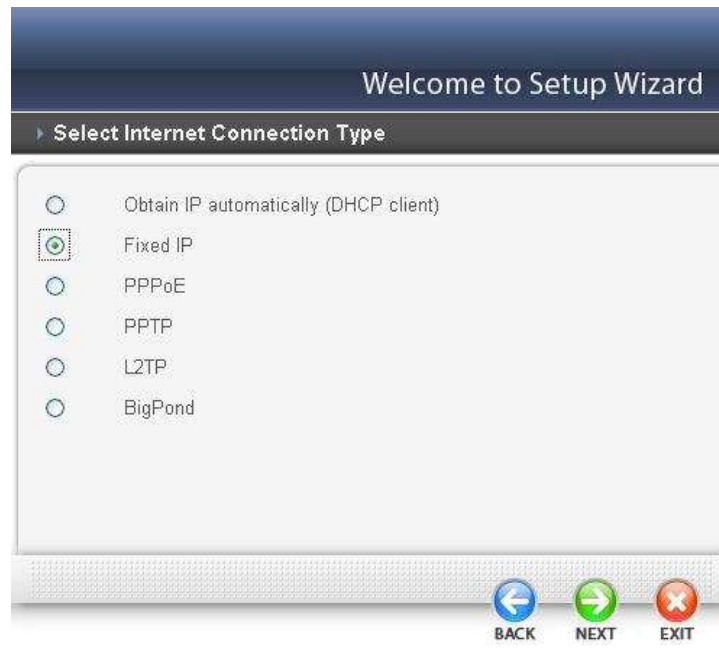 Welcome to Setup Wizard
Select Internet Connection Type
Obtain IP automatically (DHCP client)
Fixed IP
PPPoE
PPTP
L2TP
BigPond
BACK NEXT EXIT